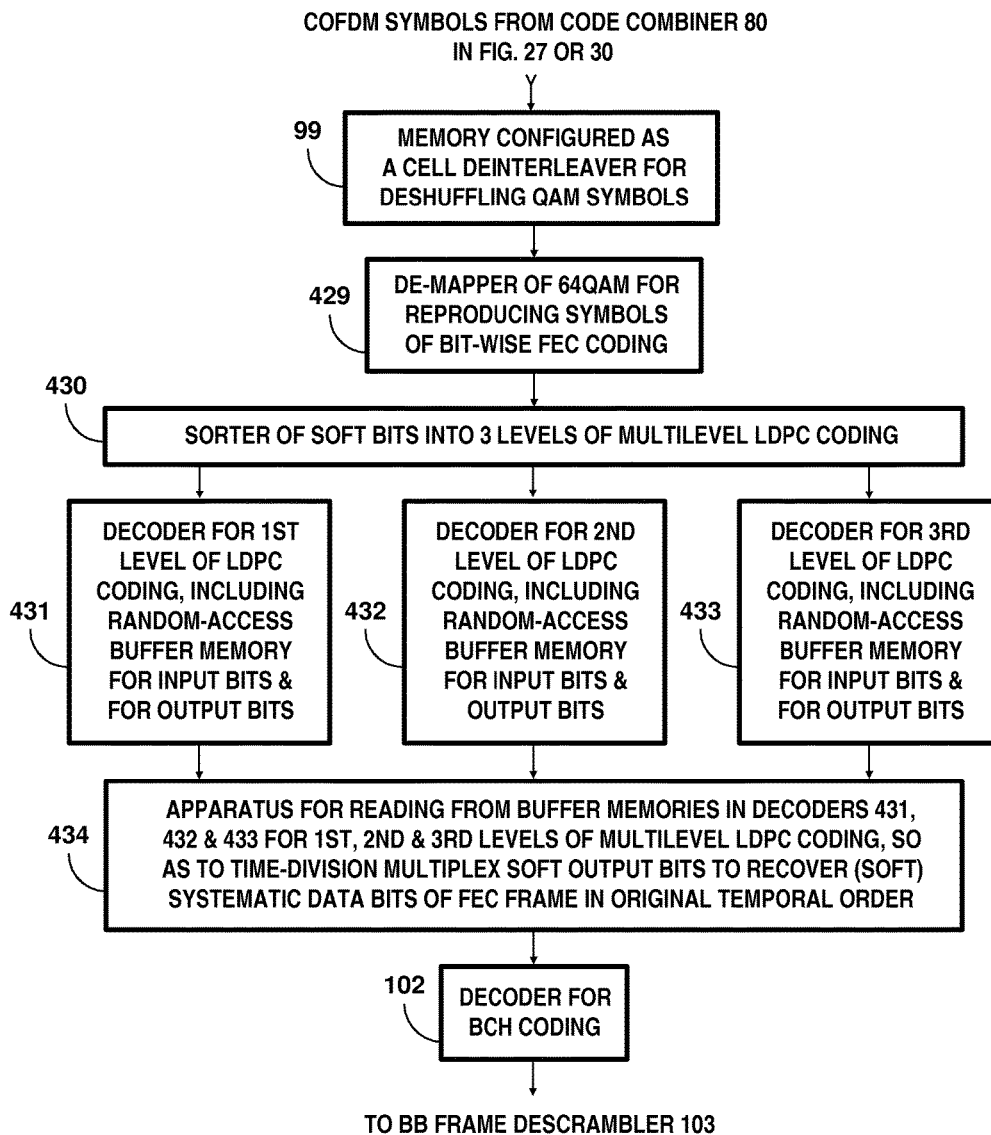 COFDM SYMBOLS FROM CODE COMBINER 80
IN FIG. 27 OR 30
99
MEMORY CONFIGURED AS
A CELL DEINTERLEAVER FOR
DESHUFFLING QAM SYMBOLS
429
DE-MAPPER OF 64QAM FOR
REPRODUCING SYMBOLS
OF BIT-WISE FEC CODING
430
SORTER OF SOFT BITS INTO 3 LEVELS OF MULTILEVEL LDPC CODING
431
DECODER FOR 1ST
LEVEL OF LDPC
CODING, INCLUDING
RANDOM-ACCESS
BUFFER MEMORY
FOR INPUT BITS &
FOR OUTPUT BITS
432
DECODER FOR 2ND
LEVEL OF LDPC
CODING, INCLUDING
RANDOM-ACCESS
BUFFER MEMORY
FOR INPUT BITS &
OUTPUT BITS
433
DECODER FOR 3RD
LEVEL OF LDPC
CODING, INCLUDING
RANDOM-ACCESS
BUFFER MEMORY
FOR INPUT BITS &
FOR OUTPUT BITS
434
APPARATUS FOR READING FROM BUFFER MEMORIES IN DECODERS 431,
432 & 433 FOR 1ST, 2ND & 3RD LEVELS OF MULTILEVEL LDPC CODING, SO
AS TO TIME-DIVISION MULTIPLEX SOFT OUTPUT BITS TO RECOVER (SOFT)
SYSTEMATIC DATA BITS OF FEC FRAME IN ORIGINAL TEMPORAL ORDER
102
DECODER FOR
BCH CODING
TO BB FRAME DESCRAMBLER 103